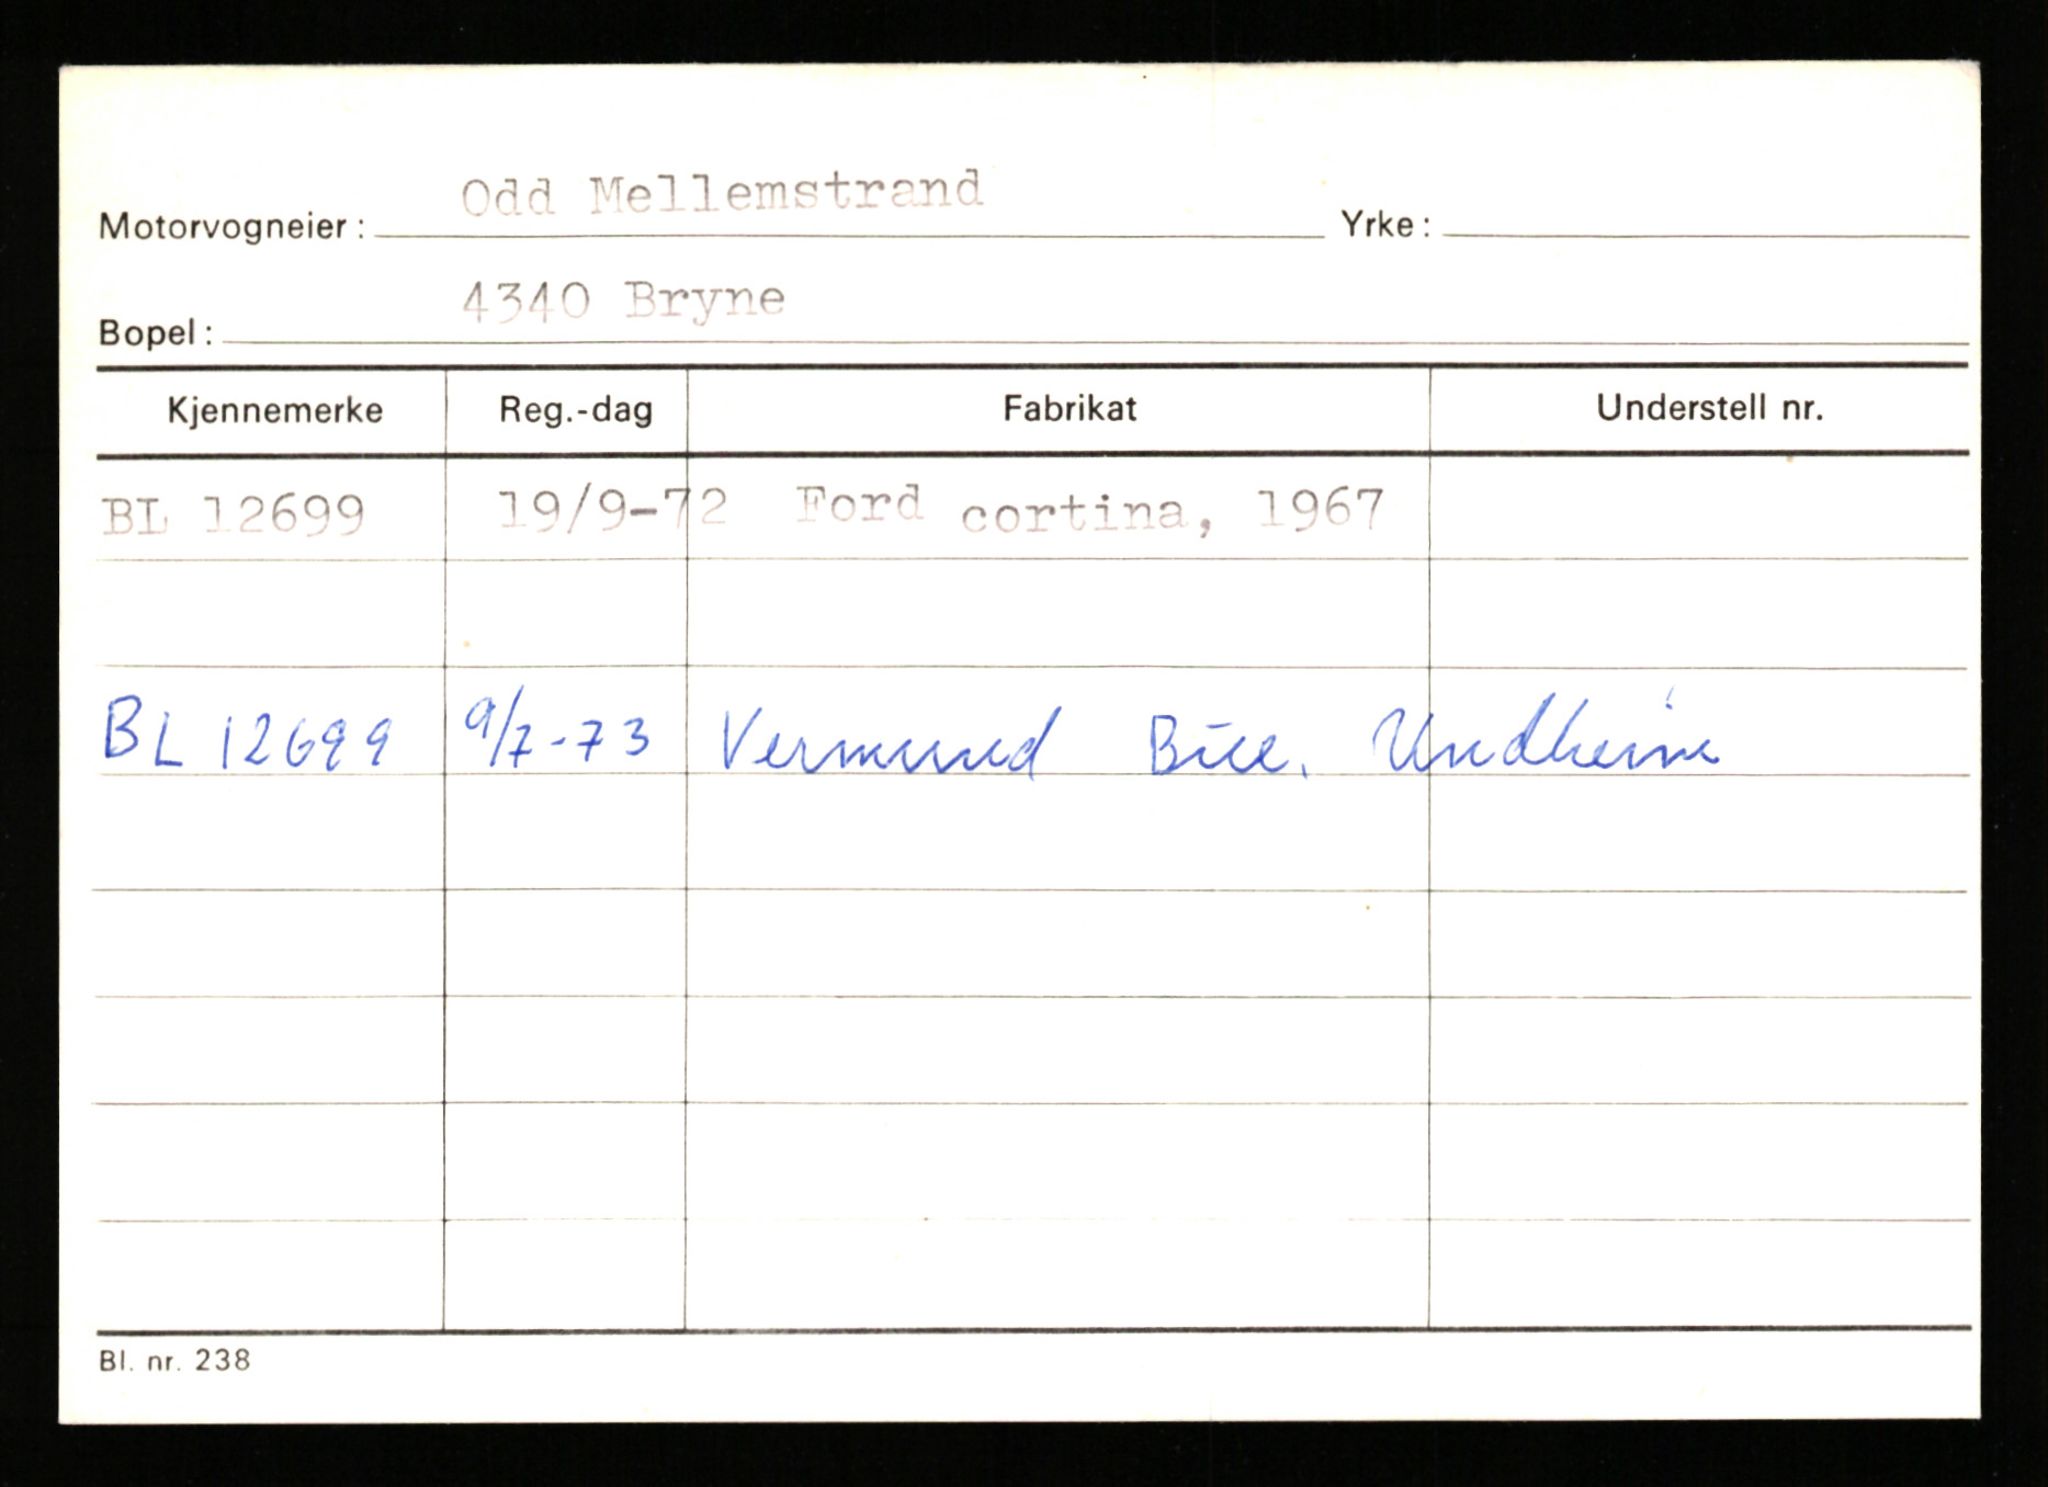 Odd Mellemstrand
Motorvogneier: Yrke:
4340 Bryne
Bopel:
Kjennemerke Reg.-dag Fabrikat Understell nr.
BL 12699 19/9-72 Ford cortina, 1967
BL 12699 9/7-73 Vermund Undheim
Bl. nr. 238